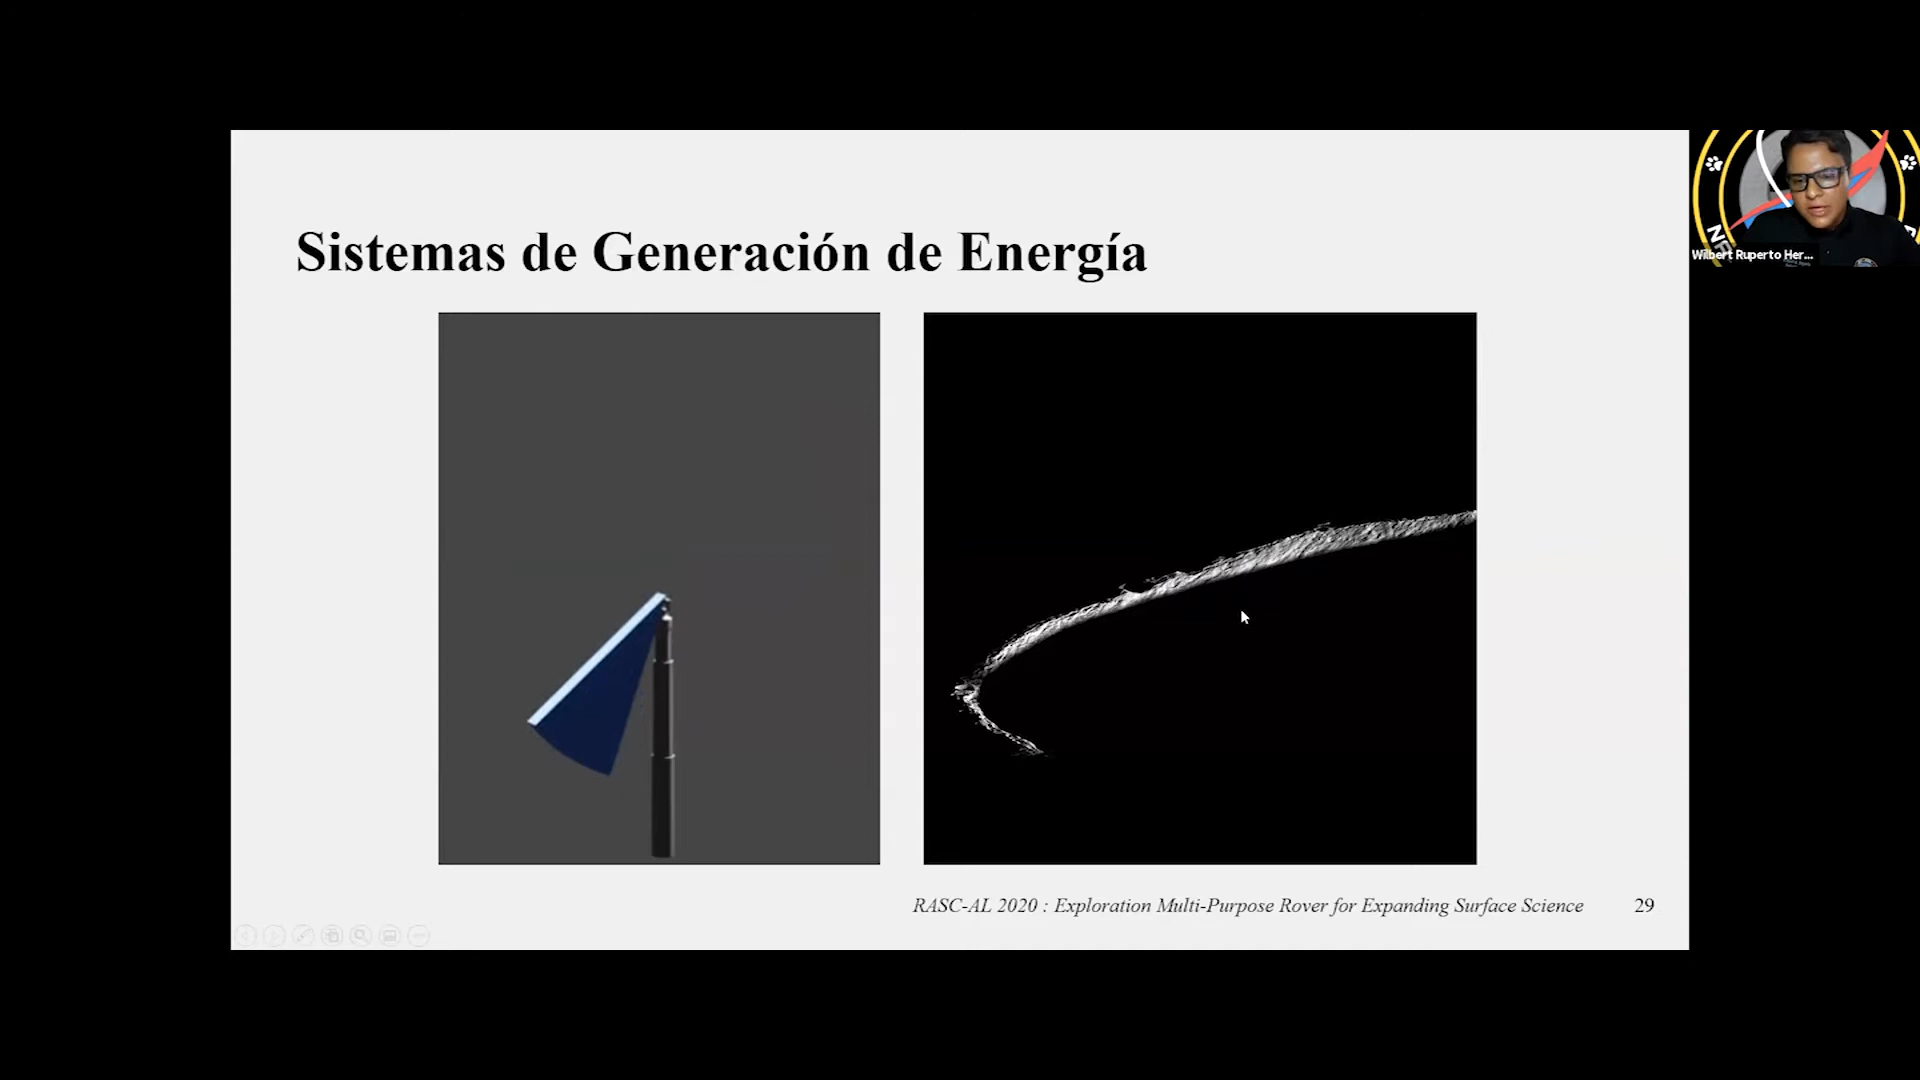 Sistemas de Generación de Energía
Wilbert Ruperto Her...
RASC-AL 2020 : Exploration Multi-Purpose Rover for Expanding Surface Science
29